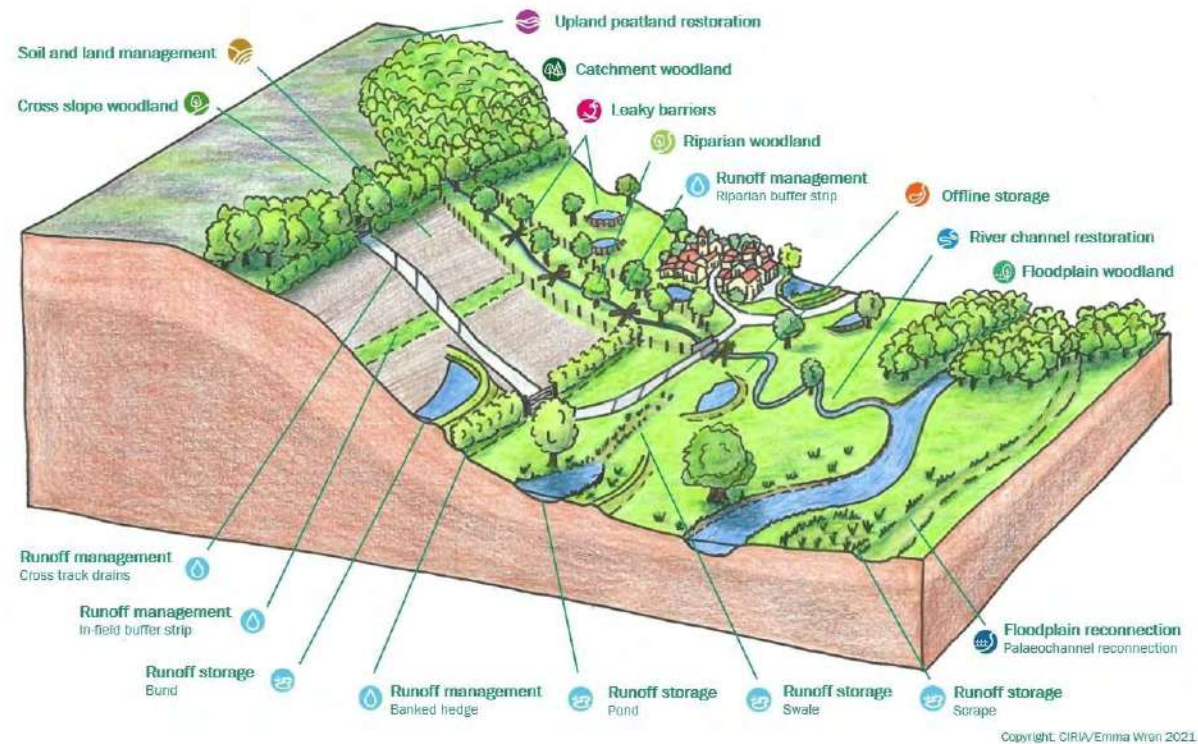 Upland peatland restoration
Soil and land management
Catchment woodland
Cross slope woodland
Leaky barriers
Riparian woodland
Runoff management
Riparian buffer strip
Offline storage
River channel restoration
Floodplain woodland
Runoff management
Cross track drains
Runoff management
In-field buffer strip
Runoff storage
Bund
Runoff management
Banked hedge
Runoff storage
Pond
Runoff storage
Swale
Runoff storage
Scrape
Floodplain reconnection
Palaeochannel reconnection
Copyright: CIRIA/Emma Wren 2021